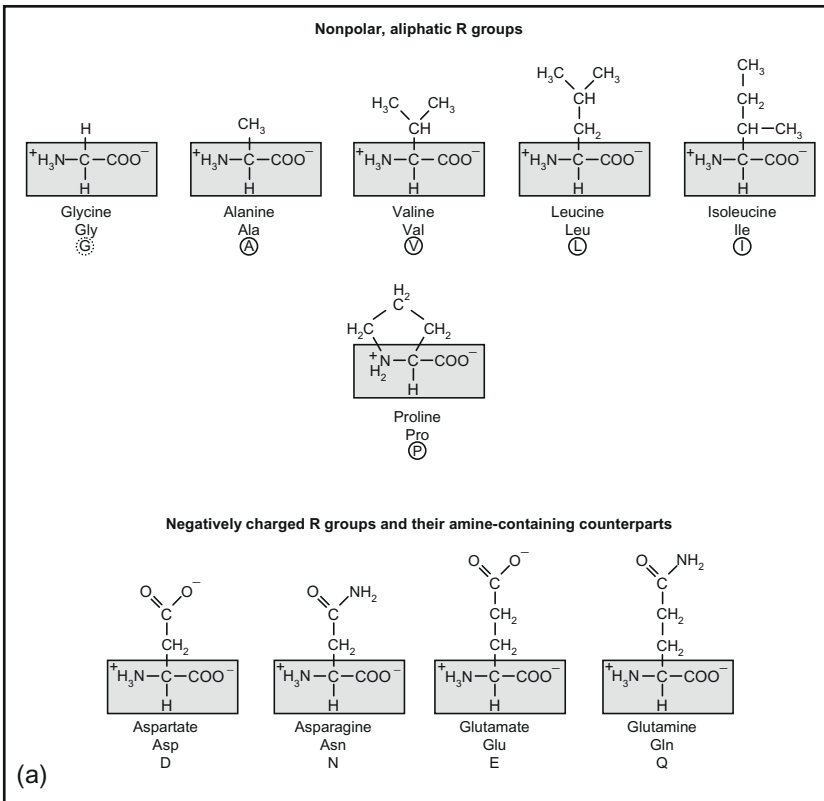 Nonpolar, aliphatic R groups
H
+H₃N–C–COO⁻
H
Glycine
Gly
G
CH₃
+H₃N–C–COO⁻
H
Alanine
Ala
A
H₃C CH₃
CH
+H₃N–C–COO⁻
H
Valine
Val
V
H₃C CH₃
CH
CH₂
+H₃N–C–COO⁻
H
Leucine
Leu
L
CH₃
CH₂
CH–CH₃
+H₃N–C–COO⁻
H
Isoleucine
Ile
I
H₂
C
H₂C CH₂
+N–C–COO⁻
H₂
H
Proline
Pro
P
Negatively charged R groups and their amine-containing counterparts
O O⁻
C
CH₂
+H₃N–C–COO⁻
H
Aspartate
Asp
D
O NH₂
C
CH₂
+H₃N–C–COO⁻
H
Asparagine
Asn
N
O O⁻
C
CH₂
CH₂
+H₃N–C–COO⁻
H
Glutamate
Glu
E
O NH₂
C
CH₂
CH₂
+H₃N–C–COO⁻
H
Glutamine
Gln
Q
(a)